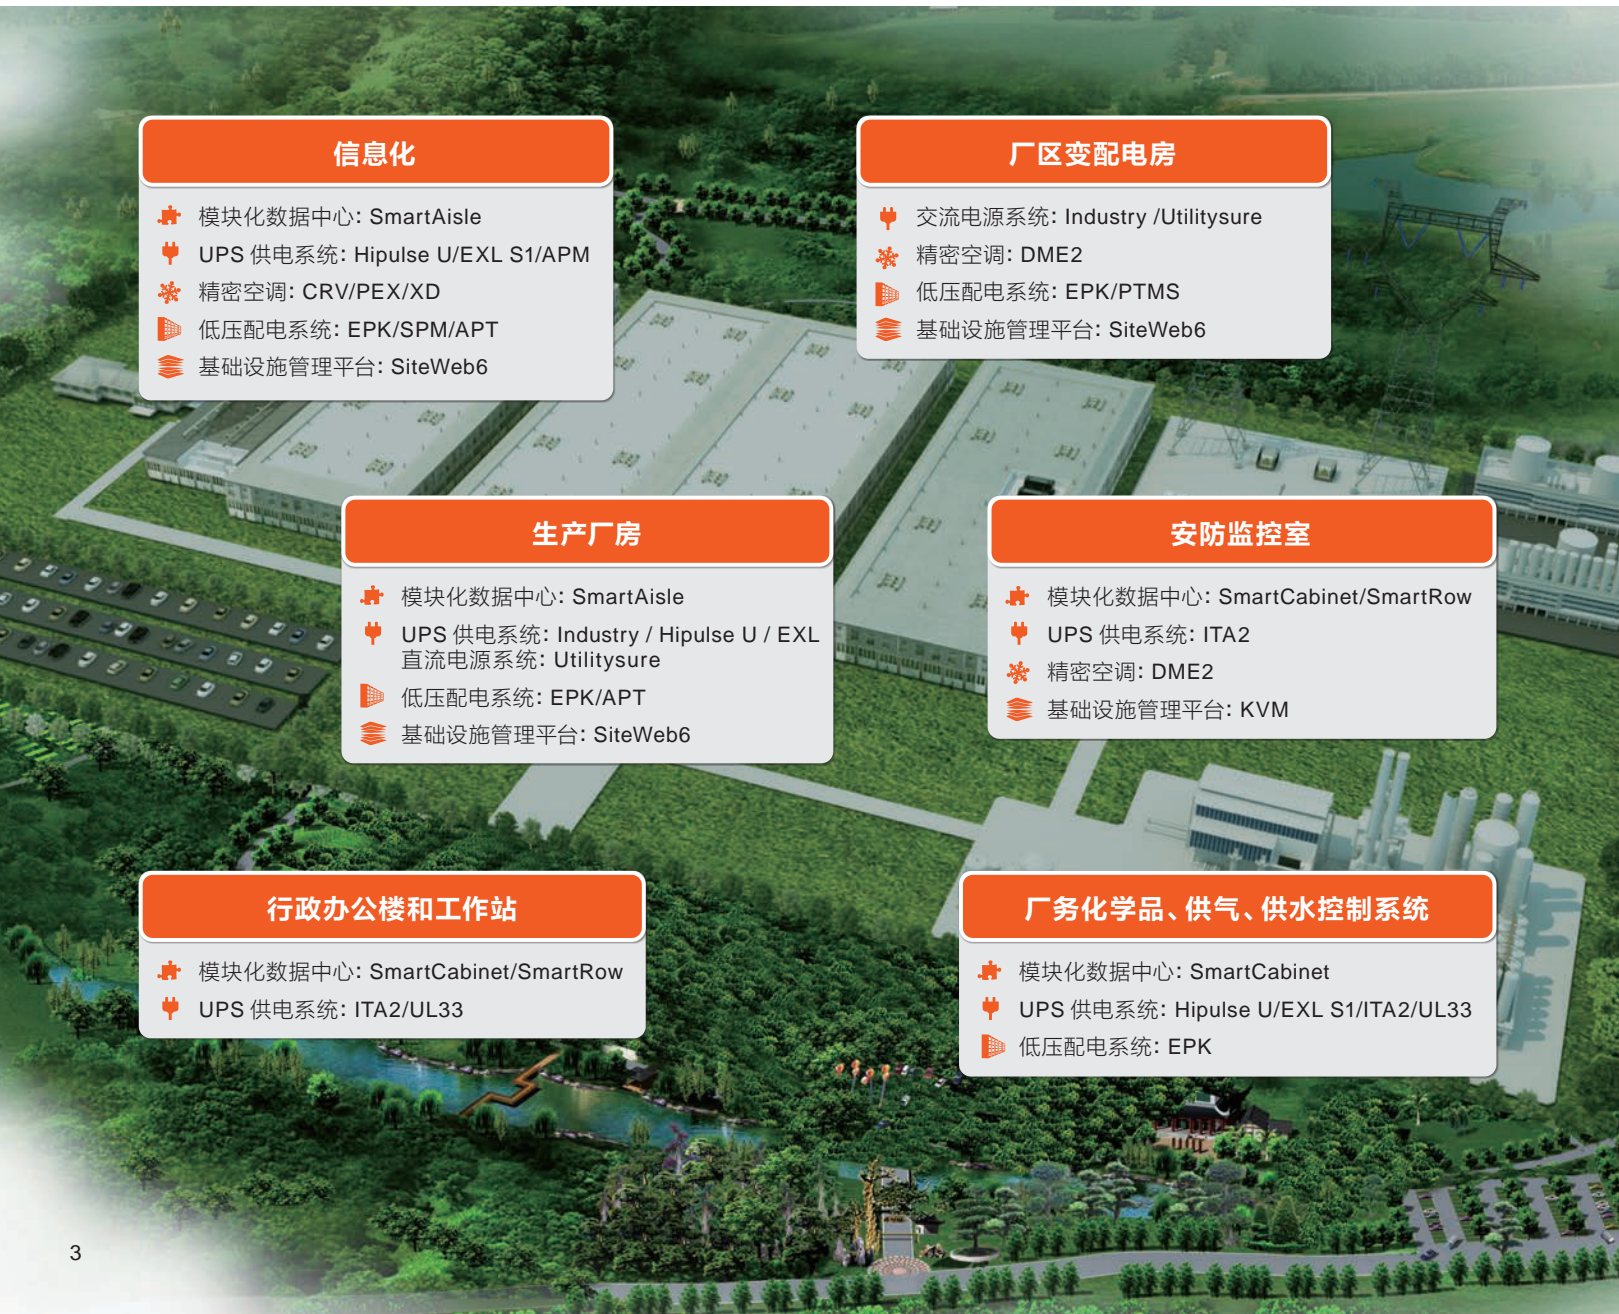 信息化
模块化数据中心: SmartAisle
UPS 供电系统: Hipulse U/EXL S1/APM
精密空调: CRV/PEX/XD
低压配电系统: EPK/SPM/APT
基础设施管理平台: SiteWeb6
厂区变配电房
交流电源系统: Industry /Utilitysure
精密空调: DME2
低压配电系统: EPK/PTMS
基础设施管理平台: SiteWeb6
生产厂房
模块化数据中心: SmartAisle
UPS 供电系统: Industry / Hipulse U / EXL
直流电源系统: Utilitysure
低压配电系统: EPK/APT
基础设施管理平台: SiteWeb6
安防监控室
模块化数据中心: SmartCabinet/SmartRow
UPS 供电系统: ITA2
精密空调: DME2
基础设施管理平台: KVM
行政办公楼和工作站
模块化数据中心: SmartCabinet/SmartRow
UPS 供电系统: ITA2/UL33
厂务化学品、供气、供水控制系统
模块化数据中心: SmartCabinet
UPS 供电系统: Hipulse U/EXL S1/ITA2/UL33
低压配电系统: EPK
3